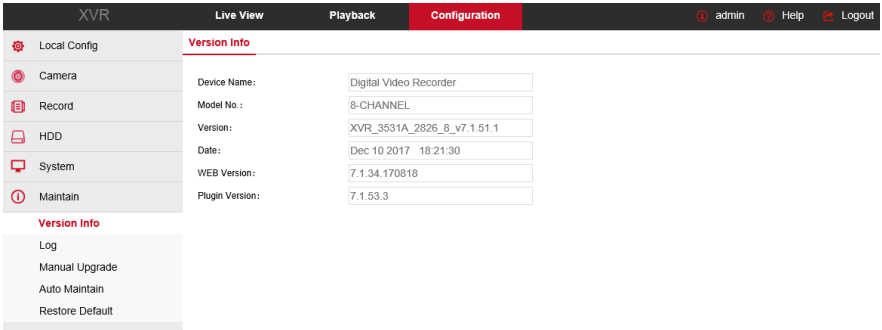 XVR Live View Playback Configuration admin Help Logout
Local Config
Camera
Record
HDD
System
Maintain
Version Info
Log
Manual Upgrade
Auto Maintain
Restore Default
Version Info
Device Name: Digital Video Recorder
Model No.: 8-CHANNEL
Version: XVR_3531A_2826_8_v7.1.51.1
Date: Dec 10 2017 18:21:30
WEB Version: 7.1.34.170818
Plugin Version: 7.1.53.3